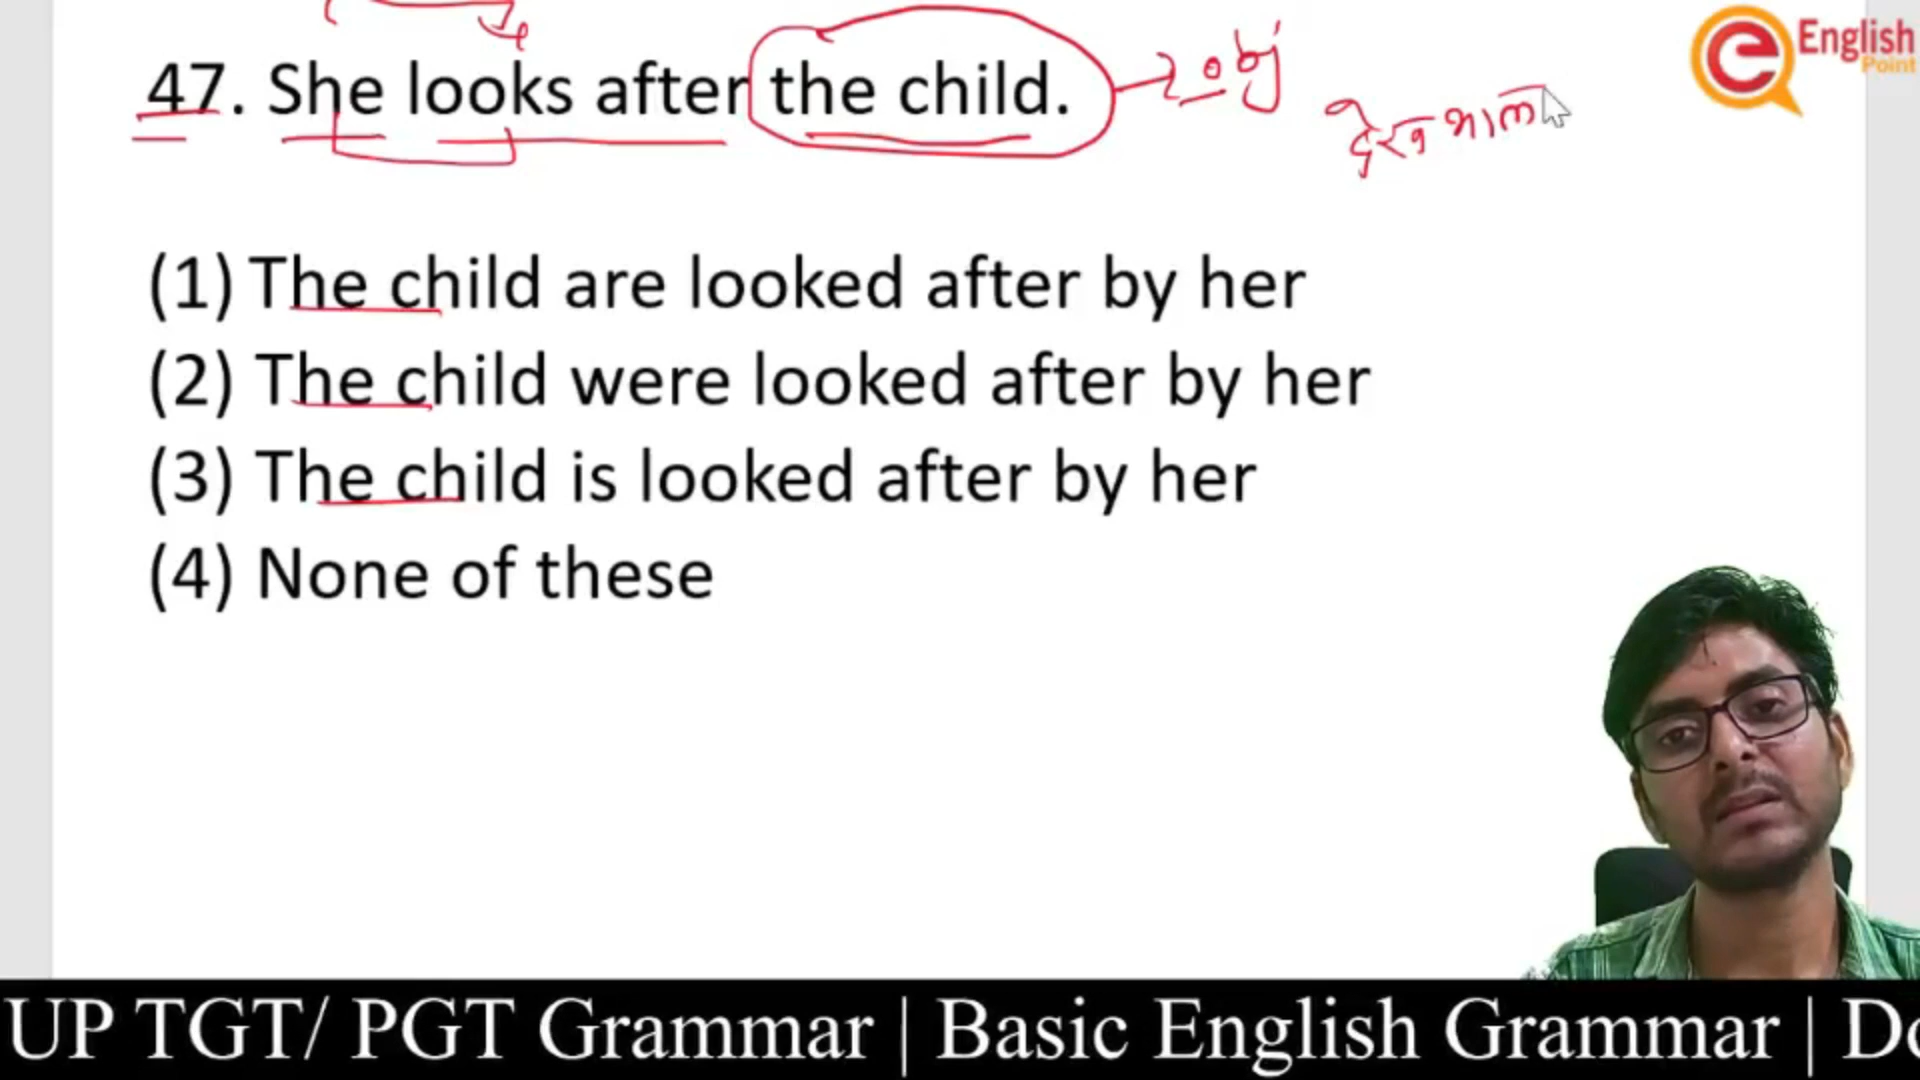 English
Point
47. She looks after the child.
obj
देखभाल
(1) The child are looked after by her
(2) The child were looked after by her
(3) The child is looked after by her
(4) None of these
UP TGT/ PGT Grammar | Basic English Grammar |